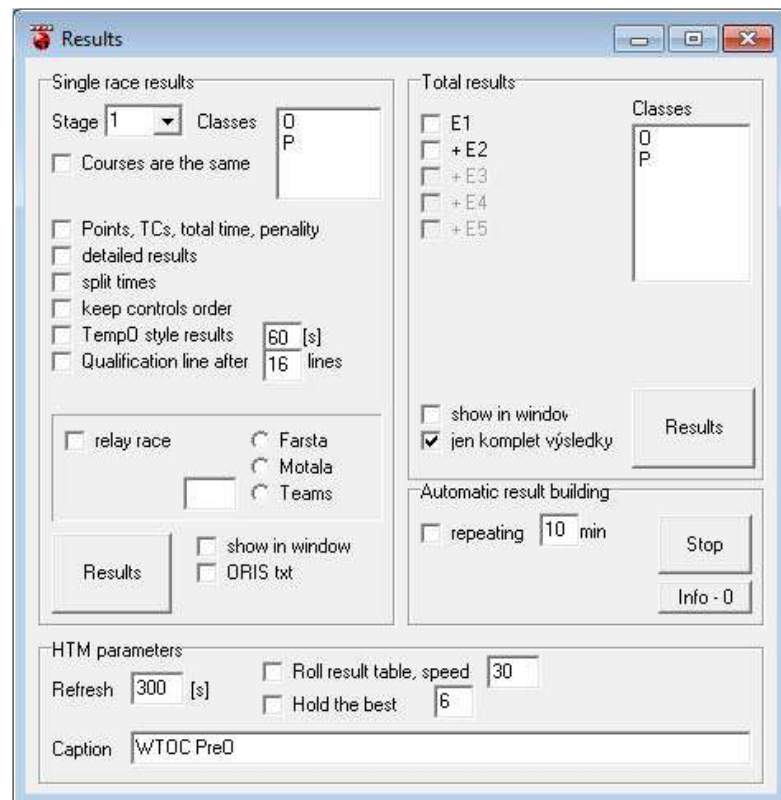 Results
Single race results
Stage 1 Classes O
P
Courses are the same
Points, TCs, total time, penality
detailed results
split times
keep controls order
TempO style results 60 [s]
Qualification line after 16 lines
relay race Farsta
Motala
Teams
Results
show in window
ORIS txt
Total results
Classes
E1
+ E2
+ E3
+ E4
+ E5
O
P
show in window
jen komplet výsledky
Results
Automatic result building
repeating 10 min
Stop
Info - 0
HTM parameters
Refresh 300 [s]
Roll result table, speed 30
Hold the best 6
Caption WTOC PreO